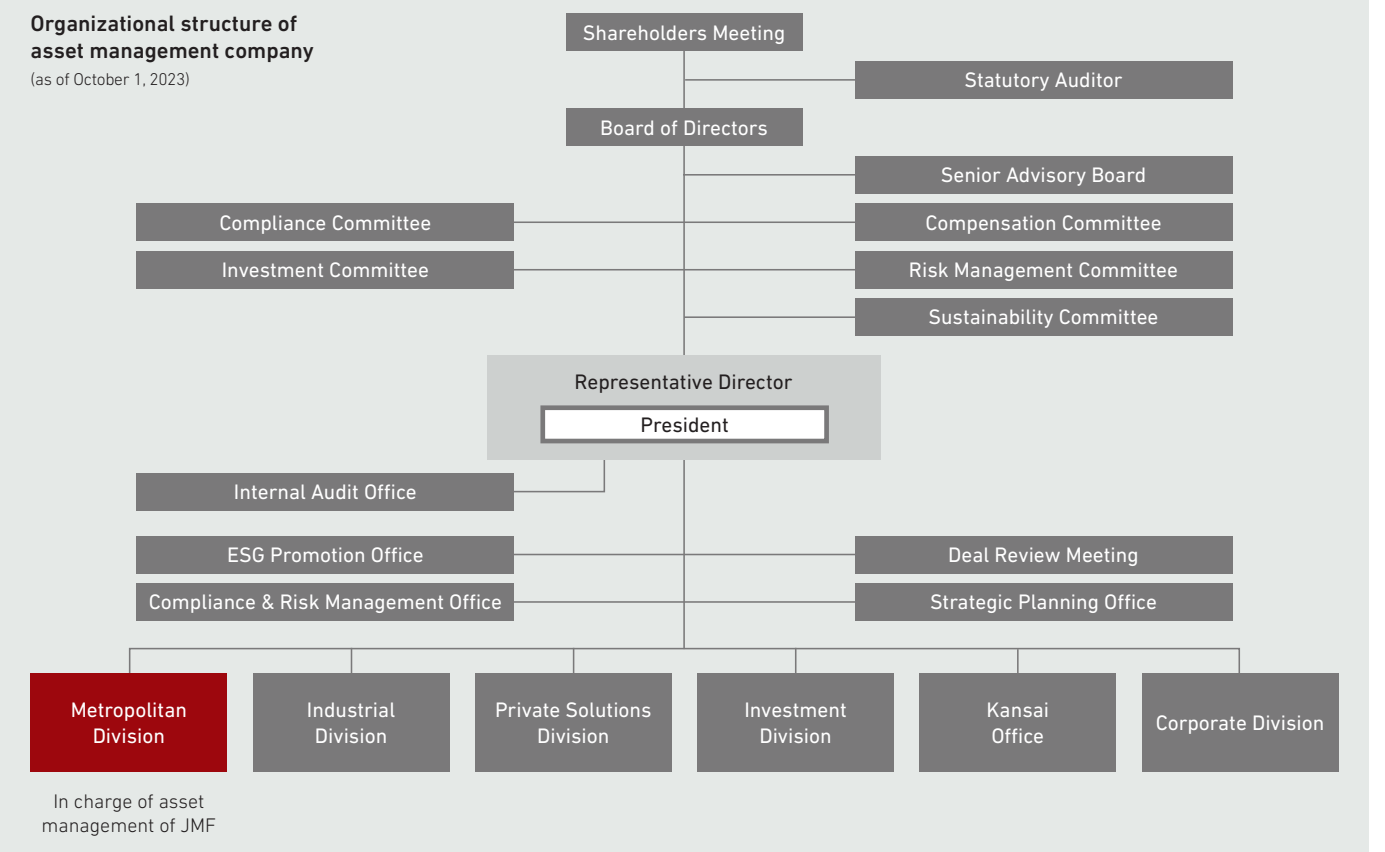 Organizational structure of
asset management company
(as of October 1, 2023)
Shareholders Meeting
Statutory Auditor
Board of Directors
Senior Advisory Board
Compliance Committee
Compensation Committee
Investment Committee
Risk Management Committee
Sustainability Committee
Representative Director
President
Internal Audit Office
ESG Promotion Office
Deal Review Meeting
Compliance & Risk Management Office
Strategic Planning Office
Metropolitan
Division
Industrial
Division
Private Solutions
Division
Investment
Division
Kansai
Office
Corporate Division
In charge of asset
management of JMF